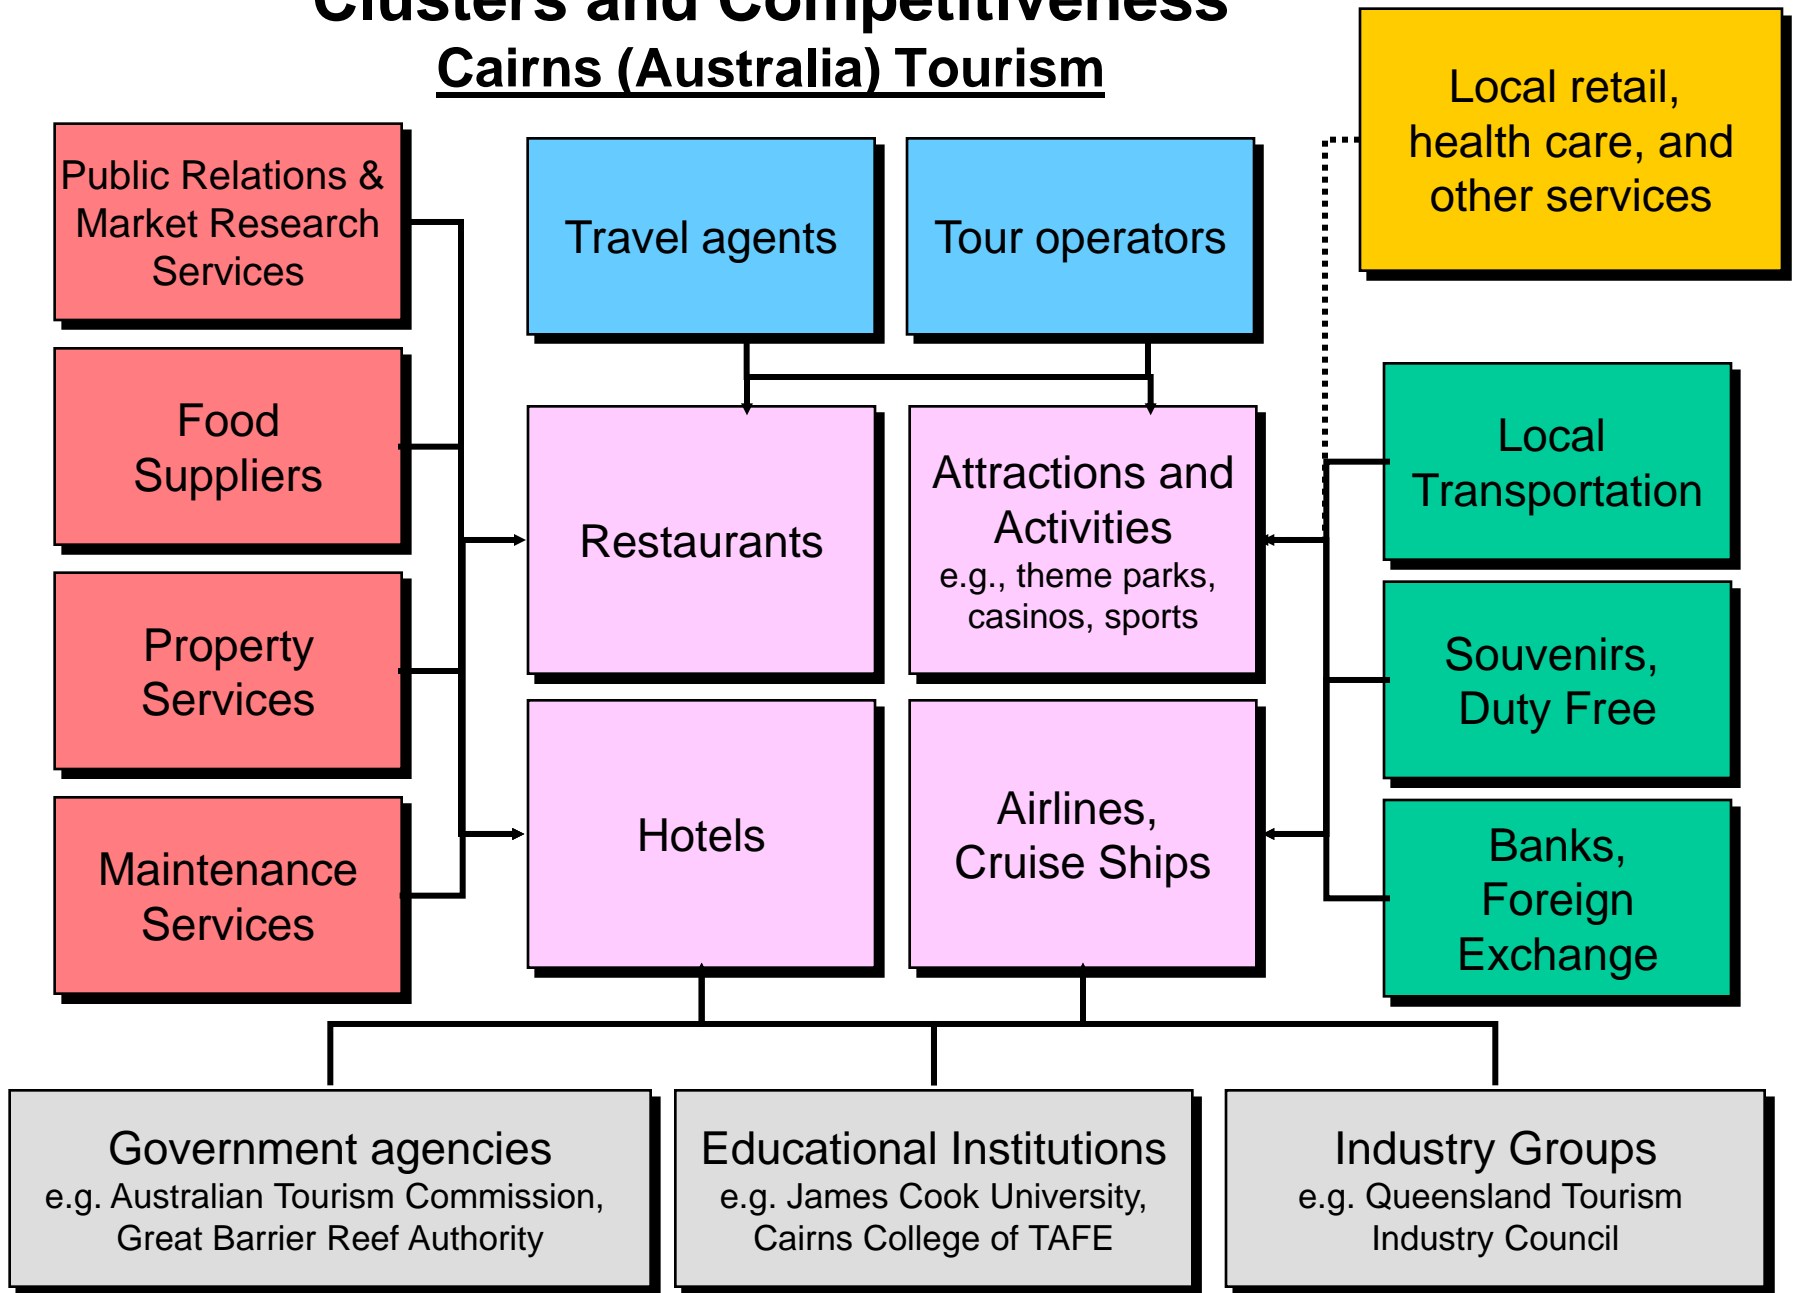 Clusters and Competitiveness
Cairns (Australia) Tourism
Local retail,
health care, and
other services
Public Relations &
Market Research
Services
Travel agents
Tour operators
Food
Suppliers
Restaurants
Attractions and
Activities
e.g., theme parks,
casinos, sports
Local
Transportation
Property
Services
Souvenirs,
Duty Free
Maintenance
Services
Hotels
Airlines,
Cruise Ships
Banks,
Foreign
Exchange
Government agencies
e.g. Australian Tourism Commission,
Great Barrier Reef Authority
Educational Institutions
e.g. James Cook University,
Cairns College of TAFE
Industry Groups
e.g. Queensland Tourism
Industry Council